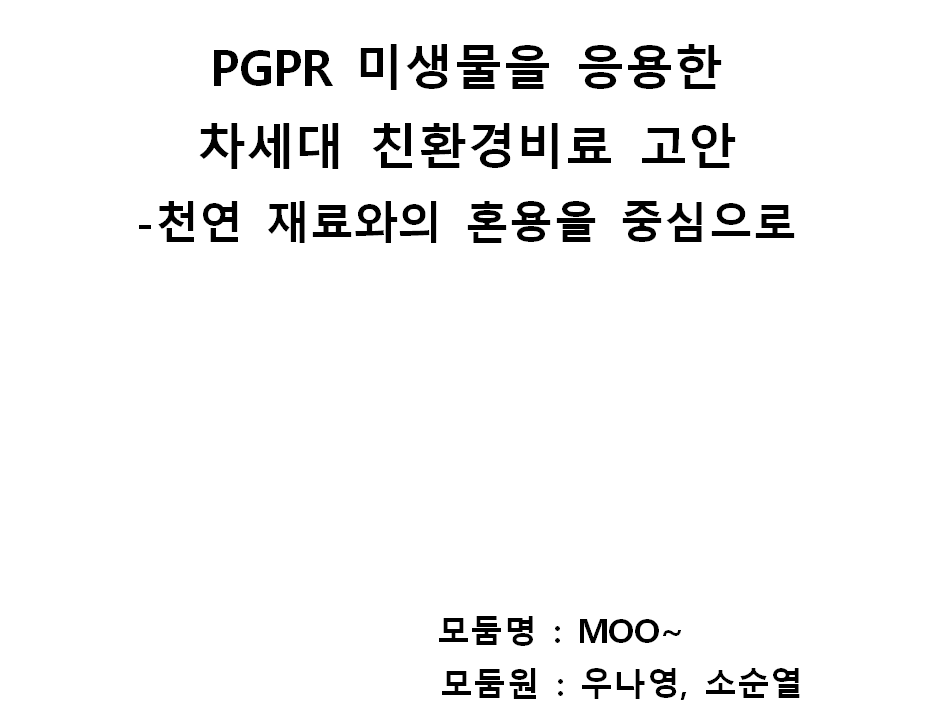 PGPR 미생물을 응용한
차세대 친환경비료 고안
-천연 재료와의 혼용을 중심으로
모둠명 : MOO~
모둠원 : 우나영, 소순열